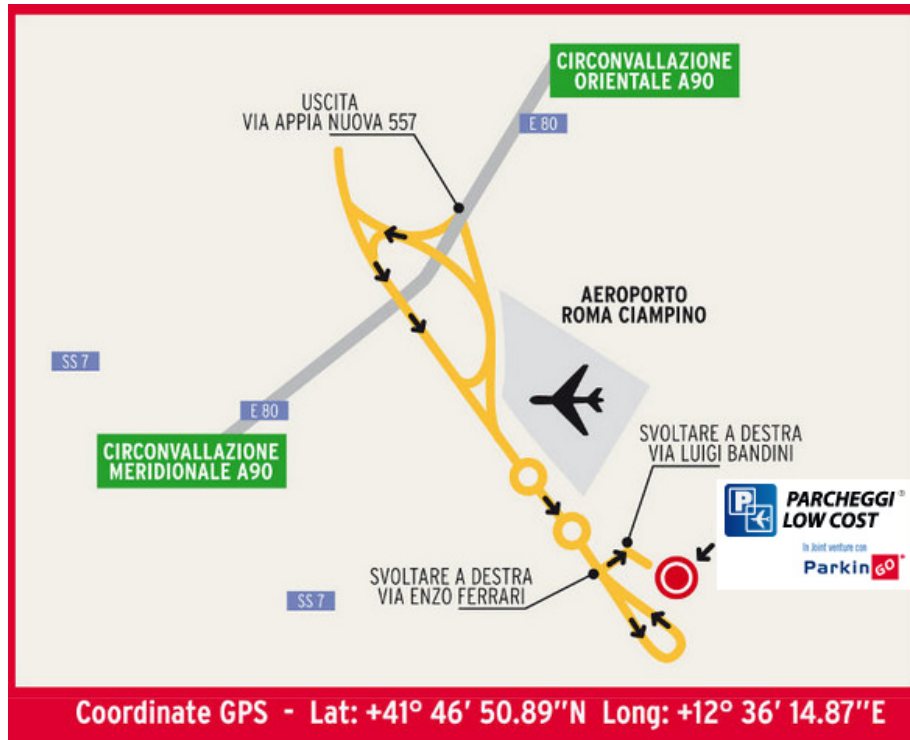 CIRCONVALLAZIONE
ORIENTALE A90
USCITA
VIA APPIA NUOVA 557
E 80
AEROPORTO
ROMA CIAMPINO
SS 7
E 80
CIRCONVALLAZIONE
MERIDIONALE A90
SVOLTARE A DESTRA
VIA LUIGI BANDINI
P
PARCHEGGI®
LOW COST
In Joint venture con
ParkinGO®
SVOLTARE A DESTRA
VIA ENZO FERRARI
SS 7
Coordinate GPS - Lat: +41° 46′ 50.89″N Long: +12° 36′ 14.87″E